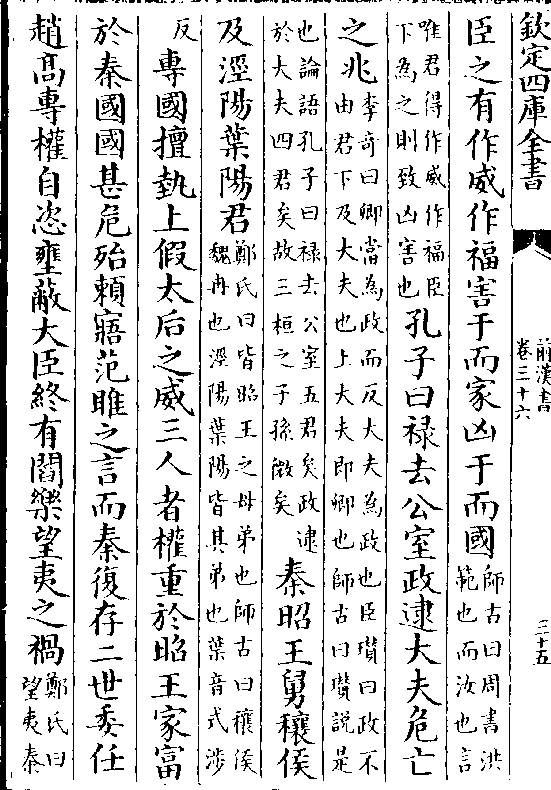 欽定四庫全書
前漢書
卷三十六
三十五
臣之有作威作福害于而家凶于而國
師古曰周書洪
範也而汝也言
唯君得作威作福臣
下為之則致凶害也
孔子曰禄去公室政逮大夫危亡
之兆
李竒曰卿當為政而反大夫為政也臣瓚曰政不
由君下及大夫也上大夫即卿也師古曰瓚説是
也論語孔子曰禄去公室五君矣政逮
於大夫四君矣故三桓之子孫微矣
秦昭王舅穰侯
及涇陽葉陽君
鄭氏曰皆昭王之母弟也師古曰穰侯
魏冉也涇陽葉陽皆其弟也葉音式涉
反
專國擅埶上假太后之威三人者權重於昭王家富
於秦國國甚危殆賴寤范雎之言而秦復存二世委任
趙髙專權自恣壅蔽大臣終有閻樂望夷之禍
鄭氏曰
望夷秦